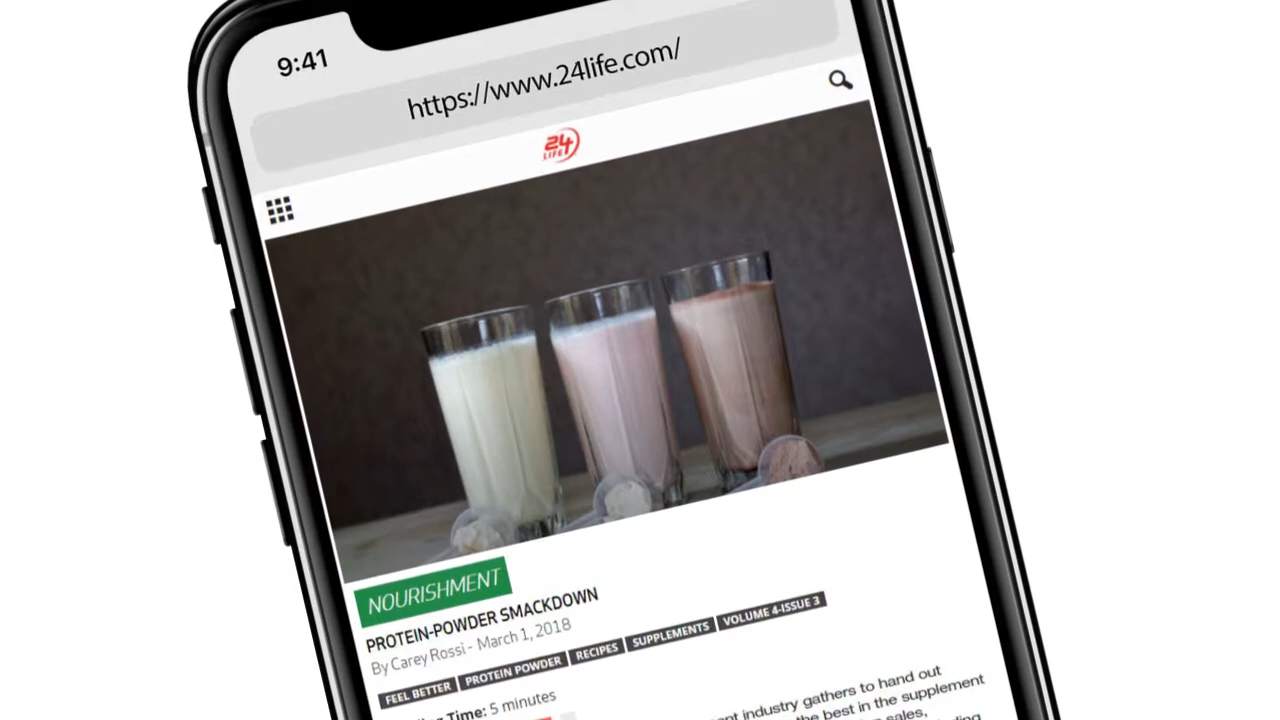 9:41
https://www.24life.com/
24
LIFE
NOURISHMENT
PROTEIN-POWDER SMACKDOWN
By Carey Rossi - March 1, 2018
FEEL BETTER PROTEIN POWDER RECIPES SUPPLEMENTS VOLUME 4-ISSUE 3
Time: 5 minutes
industry gathers to hand out
the best in the supplement
sales,